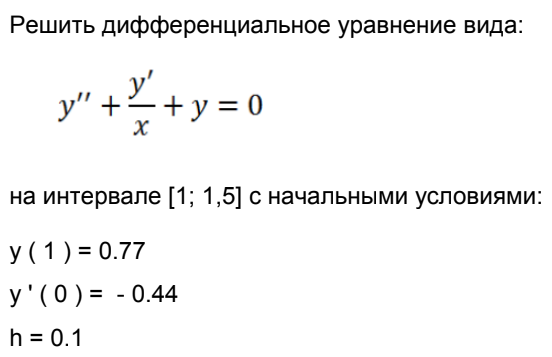 Решить дифференциальное уравнение вида:
y'' + y'/x + y = 0
на интервале [1; 1,5] с начальными условиями:
y ( 1 ) = 0.77
y ' ( 0 ) =  - 0.44
h = 0.1